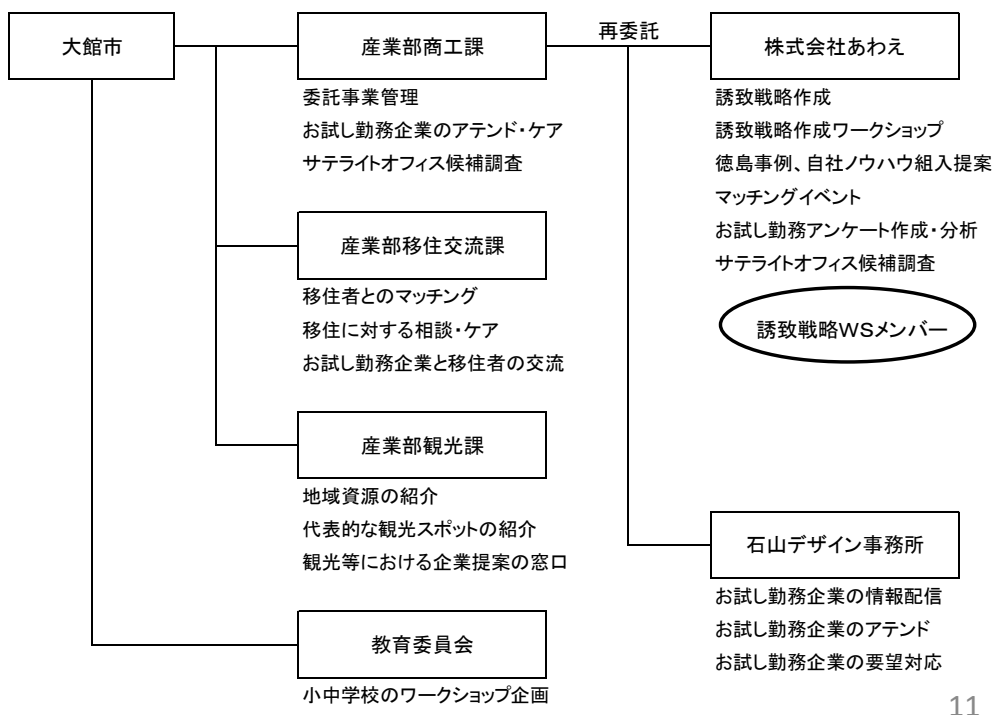 大館市
産業部商工課
委託事業管理
お試し勤務企業のアテンド・ケア
サテライトオフィス候補調査
産業部移住交流課
移住者とのマッチング
移住に対する相談・ケア
お試し勤務企業と移住者の交流
産業部観光課
地域資源の紹介
代表的な観光スポットの紹介
観光等における企業提案の窓口
教育委員会
小中学校のワークショップ企画
再委託
株式会社あわえ
誘致戦略作成
誘致戦略作成ワークショップ
徳島事例、自社ノウハウ組入提案
マッチングイベント
お試し勤務アンケート作成・分析
サテライトオフィス候補調査
誘致戦略WSメンバー
石山デザイン事務所
お試し勤務企業の情報配信
お試し勤務企業のアテンド
お試し勤務企業の要望対応
11